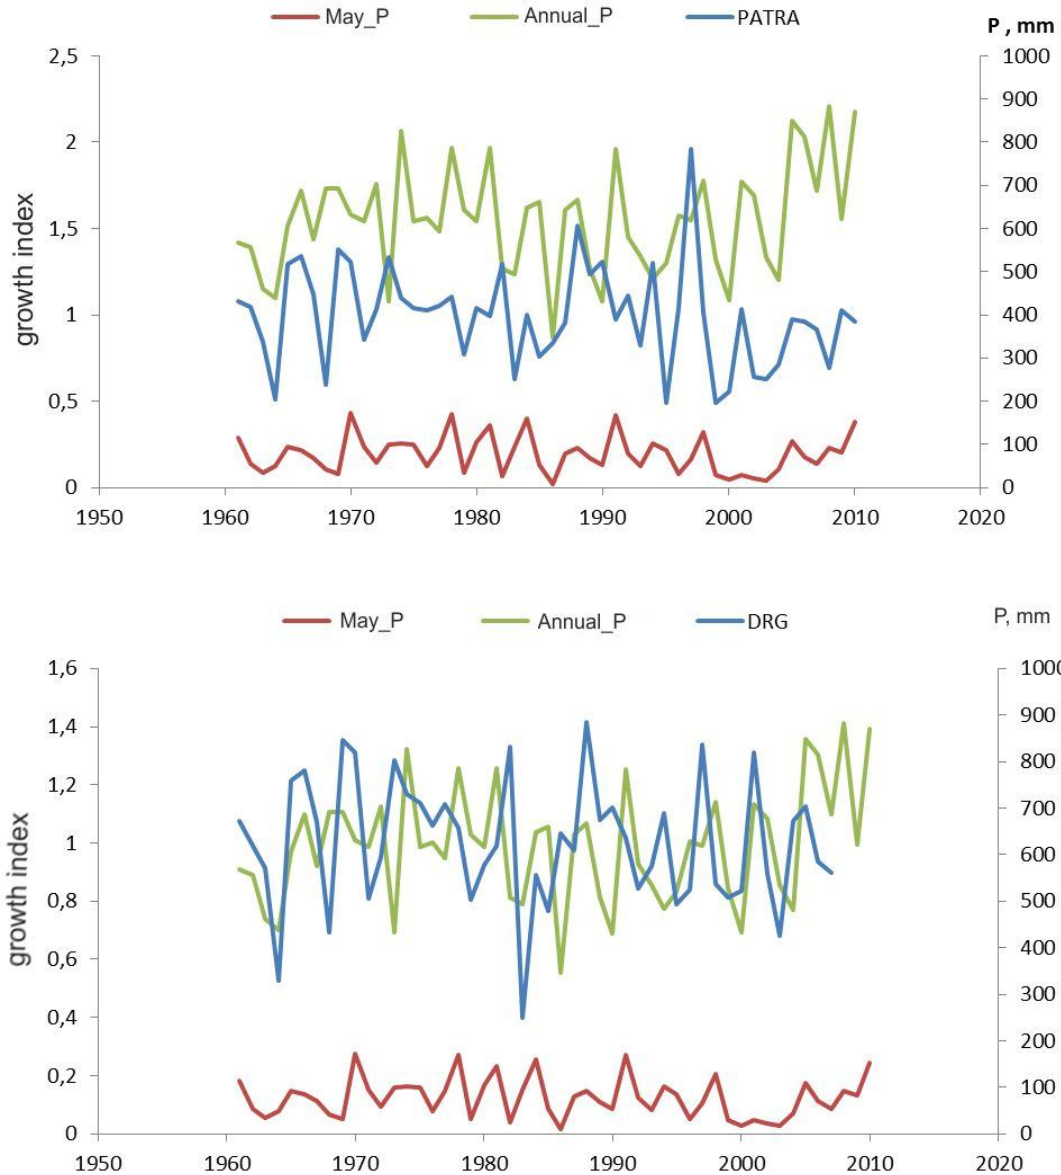 May_P Annual_P PATRA
P , mm
2,5 1000
900
2 800
700
1,5 600
500
1 400
300
0,5 200
100
0 0
growth index
1950 1960 1970 1980 1990 2000 2010 2020
May_P Annual_P DRG
P, mm
1,6 1000
1,4 900
800
1,2 700
1 600
0,8 500
0,6 400
300
0,4 200
0,2 100
0 0
growth index
1950 1960 1970 1980 1990 2000 2010 2020